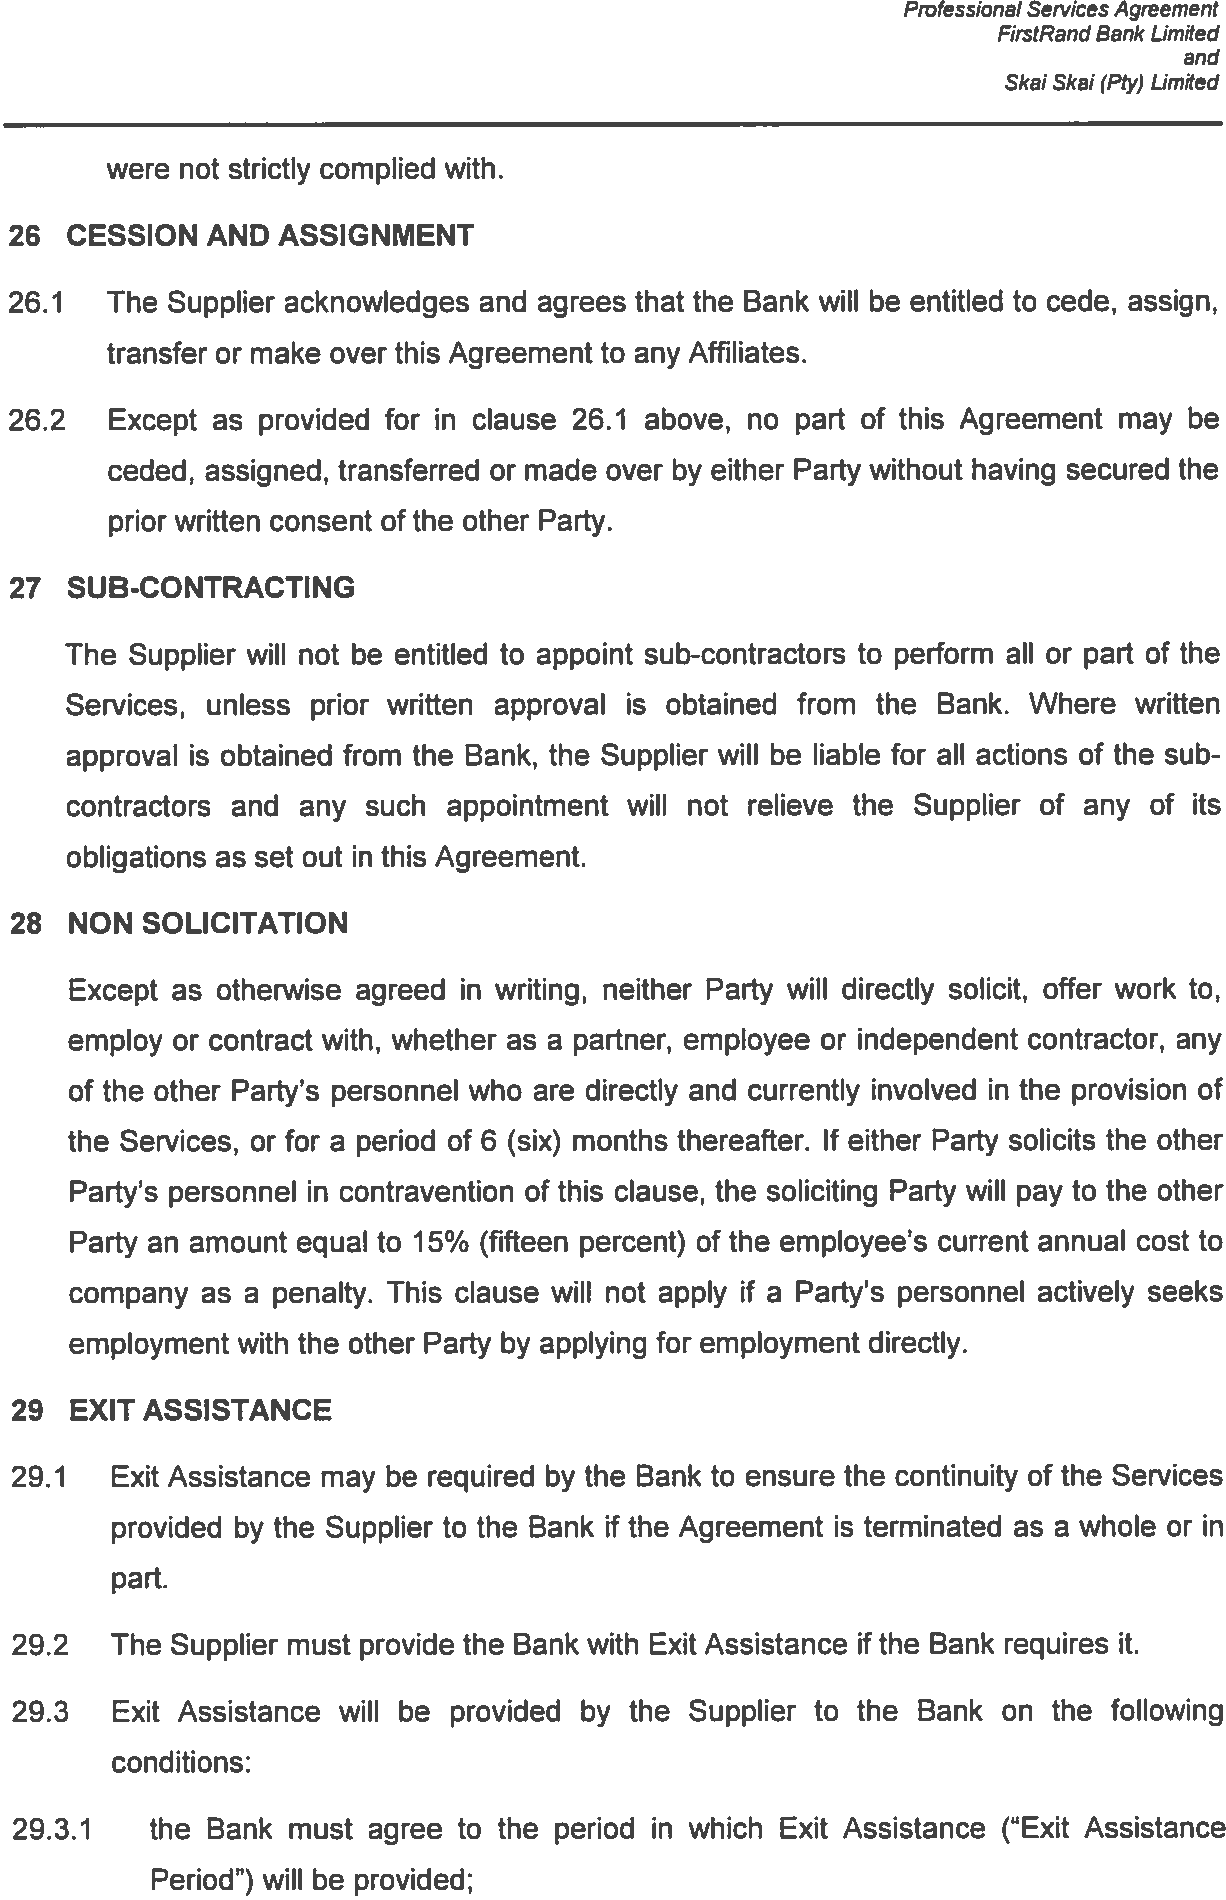 Professional Services Agreement
FirstRand Bank Limited
and
Skai Skai (Pty) Limited
were not strictly complied with.
26 CESSION AND ASSIGNMENT
26.1 The Supplier acknowledges and agrees that the Bank will be entitled to cede, assign,
transfer or make over this Agreement to any Affiliates.
26.2 Except as provided for in clause 26.1 above, no part of this Agreement may be
ceded, assigned, transferred or made over by either Party without having secured the
prior written consent of the other Party.
27 SUB-CONTRACTING
The Supplier will not be entitled to appoint sub-contractors to perform all or part of the
Services, unless prior written approval is obtained from the Bank. Where written
approval is obtained from the Bank, the Supplier will be liable for all actions of the sub-
contractors and any such appointment will not relieve the Supplier of any of its
obligations as set out in this Agreement.
28 NON SOLICITATION
Except as otherwise agreed in writing, neither Party will directly solicit, offer work to,
employ or contract with, whether as a partner, employee or independent contractor, any
of the other Party's personnel who are directly and currently involved in the provision of
the Services, or for a period of 6 (six) months thereafter. If either Party solicits the other
Party's personnel in contravention of this clause, the soliciting Party will pay to the other
Party an amount equal to 15% (fifteen percent) of the employee's current annual cost to
company as a penalty. This clause will not apply if a Party's personnel actively seeks
employment with the other Party by applying for employment directly.
29 EXIT ASSISTANCE
29.1 Exit Assistance may be required by the Bank to ensure the continuity of the Services
provided by the Supplier to the Bank if the Agreement is terminated as a whole or in
part.
29.2 The Supplier must provide the Bank with Exit Assistance if the Bank requires it.
29.3 Exit Assistance will be provided by the Supplier to the Bank on the following
conditions:
29.3.1 the Bank must agree to the period in which Exit Assistance ("Exit Assistance
Period") will be provided;